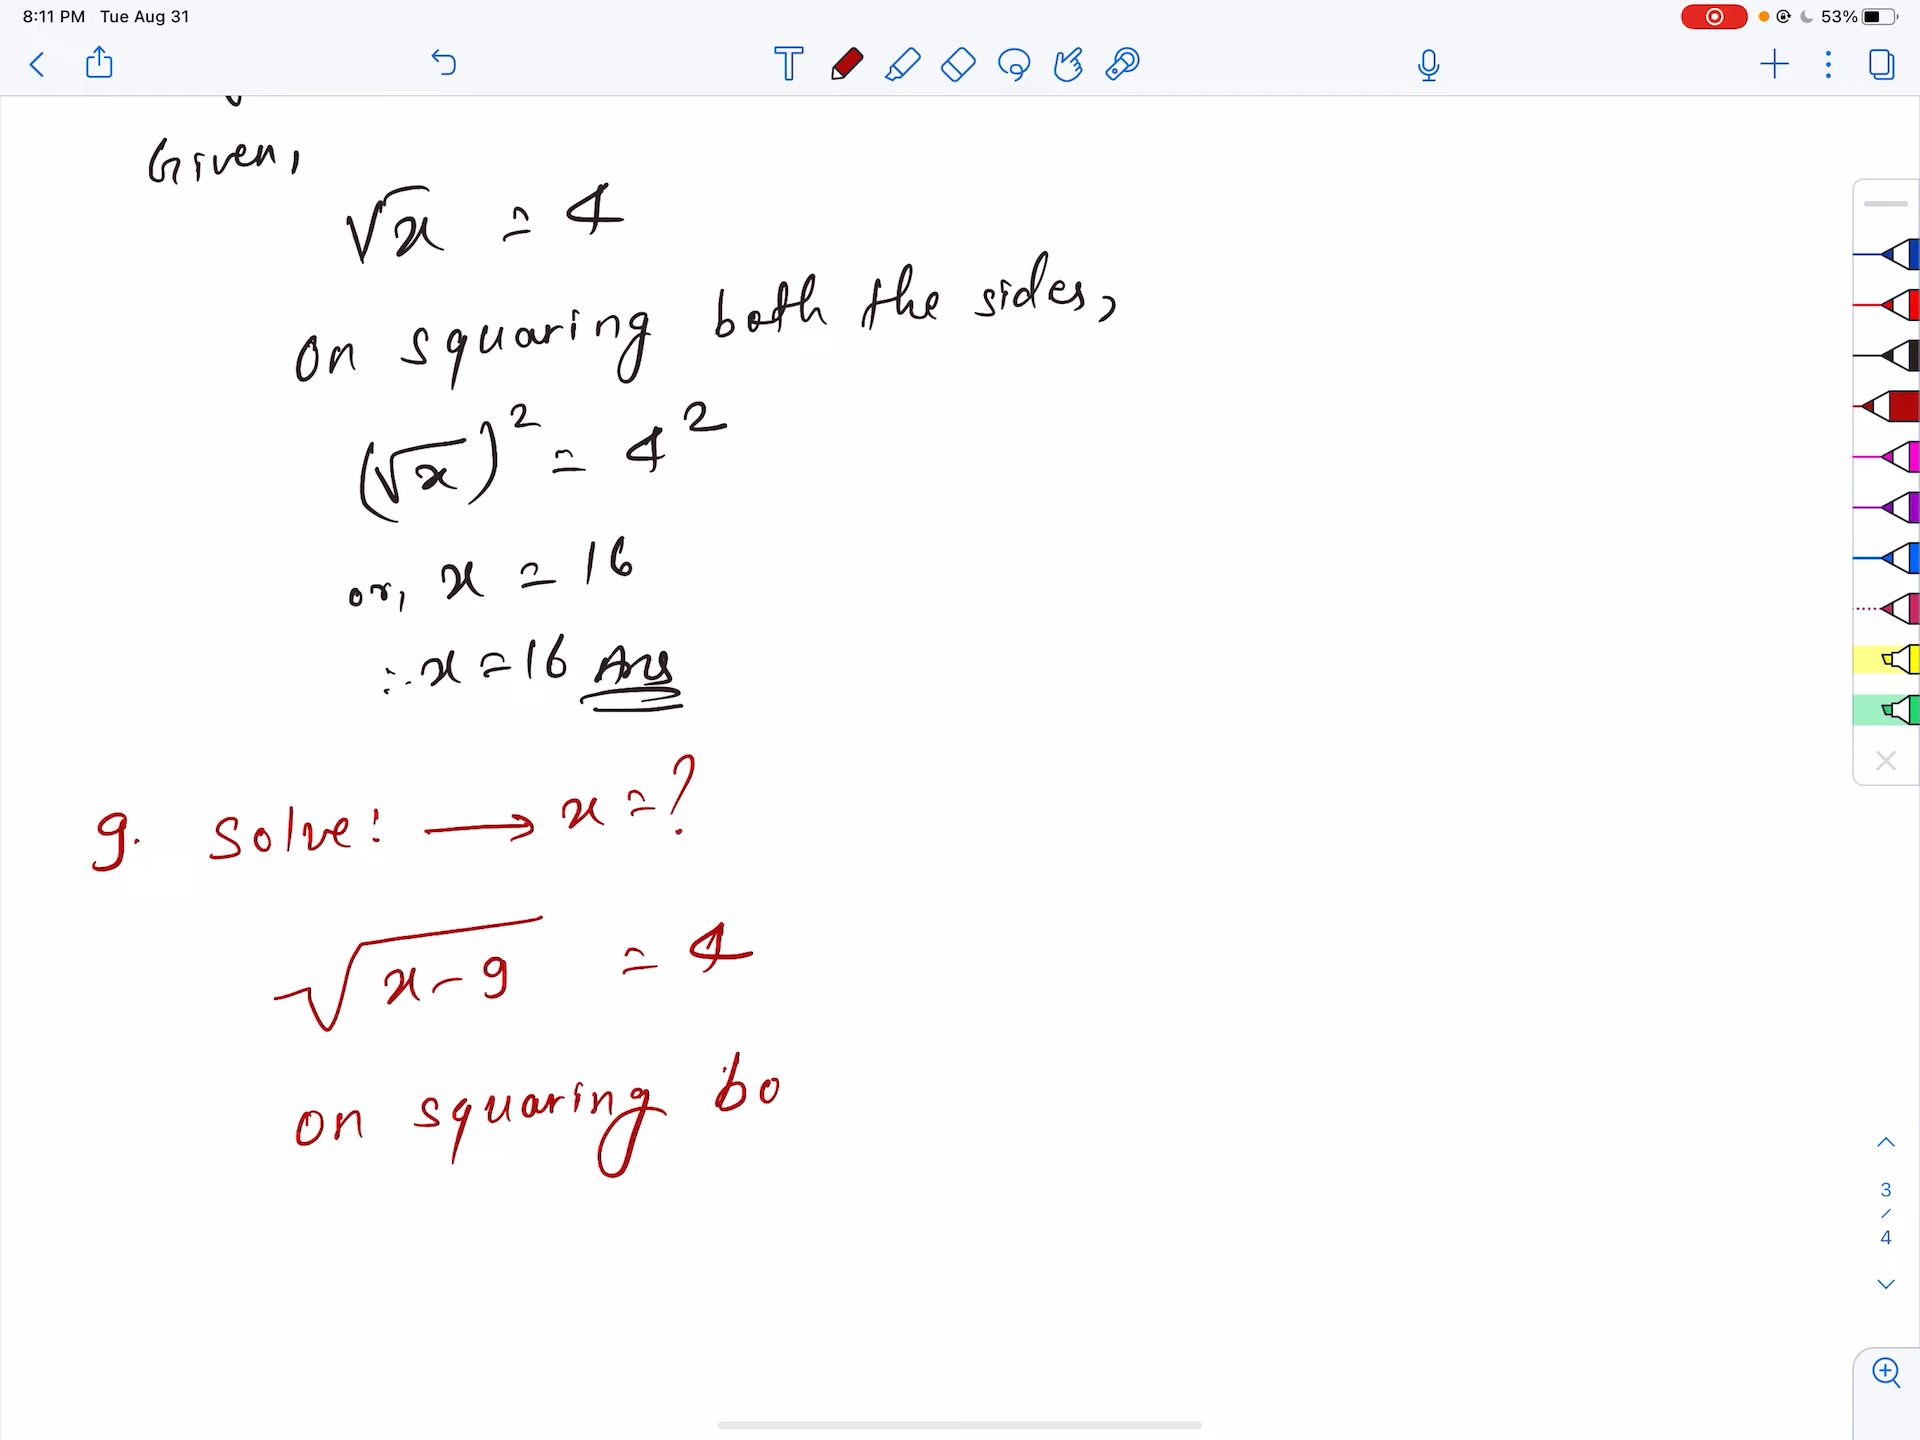 8:11 PM Tue Aug 31
53%
T
Given,
√x = 4
On squaring both the sides,
(√x)² = 4²
or, x = 16
∴ x = 16 Ans
9. Solve: → x = ?
√(x-9) = 4
On squaring bo
3
/
4